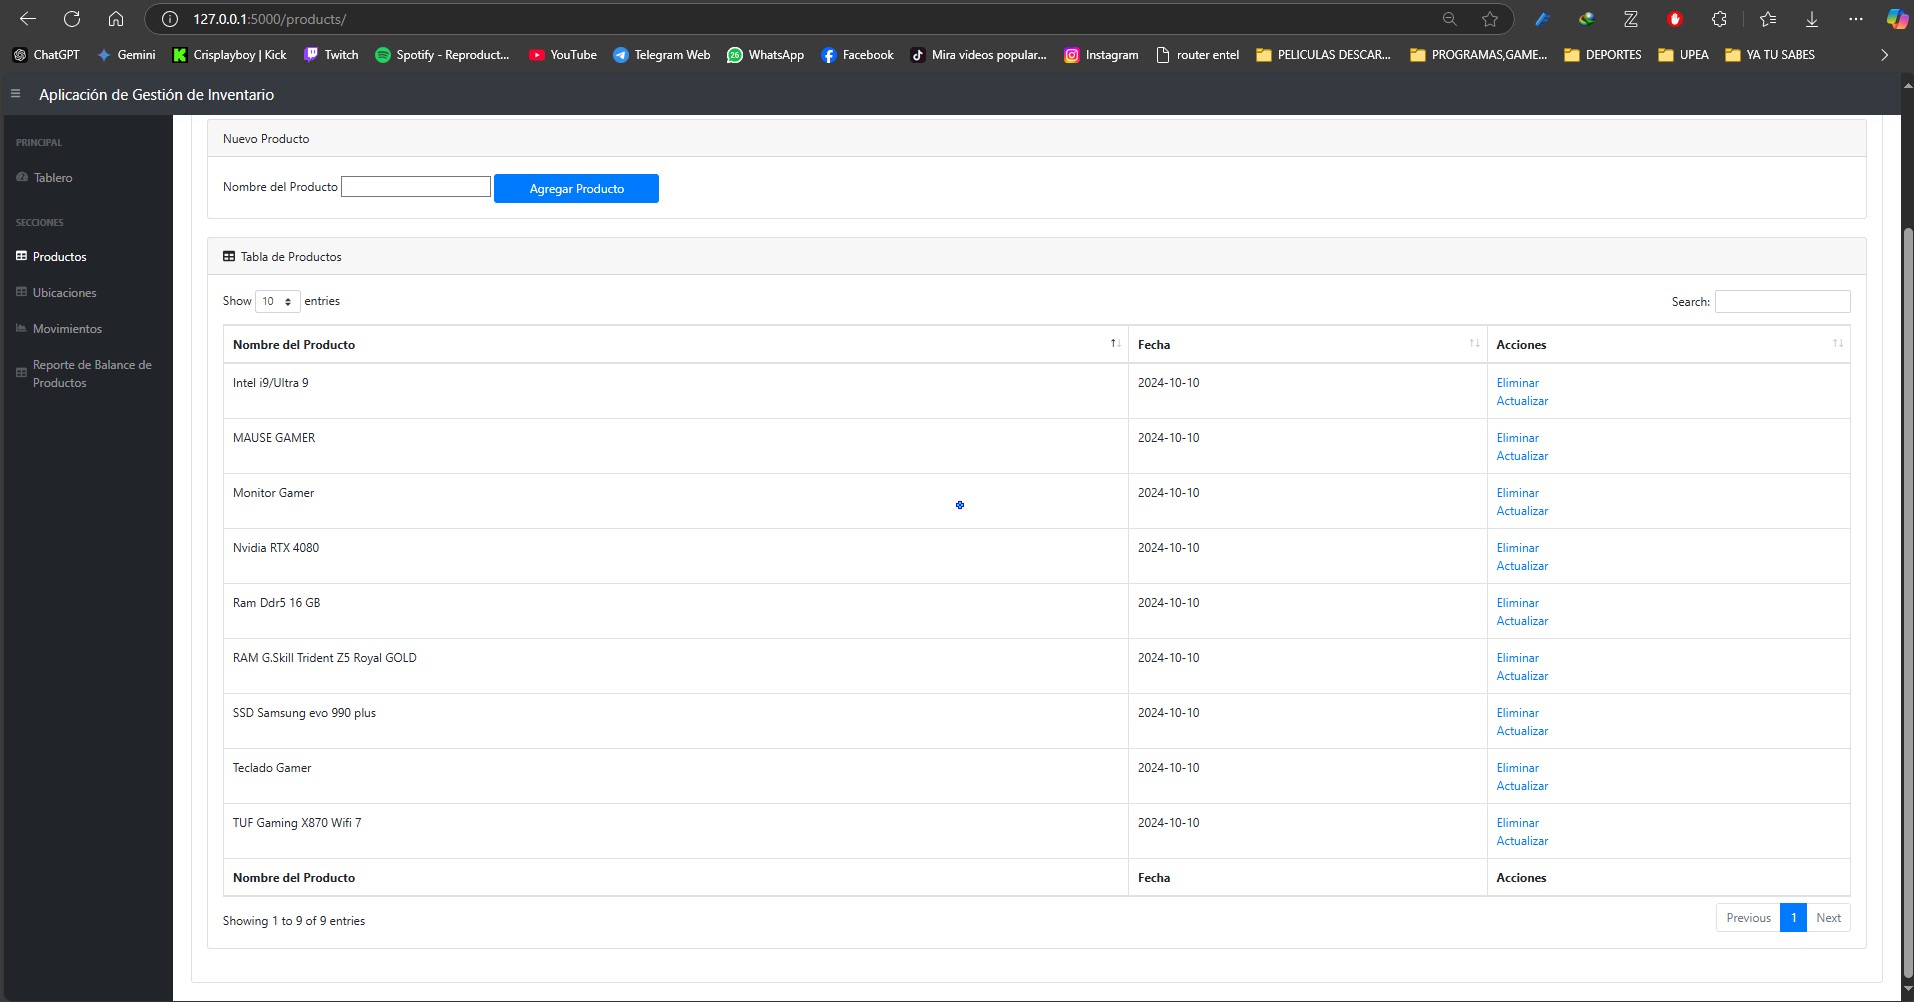 127.0.0.1:5000/products/
ChatGPT Gemini Crisplayboy | Kick Twitch Spotify - Reproduct... YouTube Telegram Web 26 WhatsApp Facebook Mira videos popular... Instagram router entel PELICULAS DESCAR... PROGRAMAS,GAME... DEPORTES UPEA YA TU SABES
Aplicación de Gestión de Inventario
PRINCIPAL
Tablero
SECCIONES
Productos
Ubicaciones
Movimientos
Reporte de Balance de
Productos
Nuevo Producto
Nombre del Producto Agregar Producto
Tabla de Productos
Show 10 entries Search:
Nombre del Producto Fecha Acciones
Intel i9/Ultra 9 2024-10-10 Eliminar
Actualizar
MAUSE GAMER 2024-10-10 Eliminar
Actualizar
Monitor Gamer 2024-10-10 Eliminar
Actualizar
Nvidia RTX 4080 2024-10-10 Eliminar
Actualizar
Ram Ddr5 16 GB 2024-10-10 Eliminar
Actualizar
RAM G.Skill Trident Z5 Royal GOLD 2024-10-10 Eliminar
Actualizar
SSD Samsung evo 990 plus 2024-10-10 Eliminar
Actualizar
Teclado Gamer 2024-10-10 Eliminar
Actualizar
TUF Gaming X870 Wifi 7 2024-10-10 Eliminar
Actualizar
Nombre del Producto Fecha Acciones
Showing 1 to 9 of 9 entries Previous 1 Next